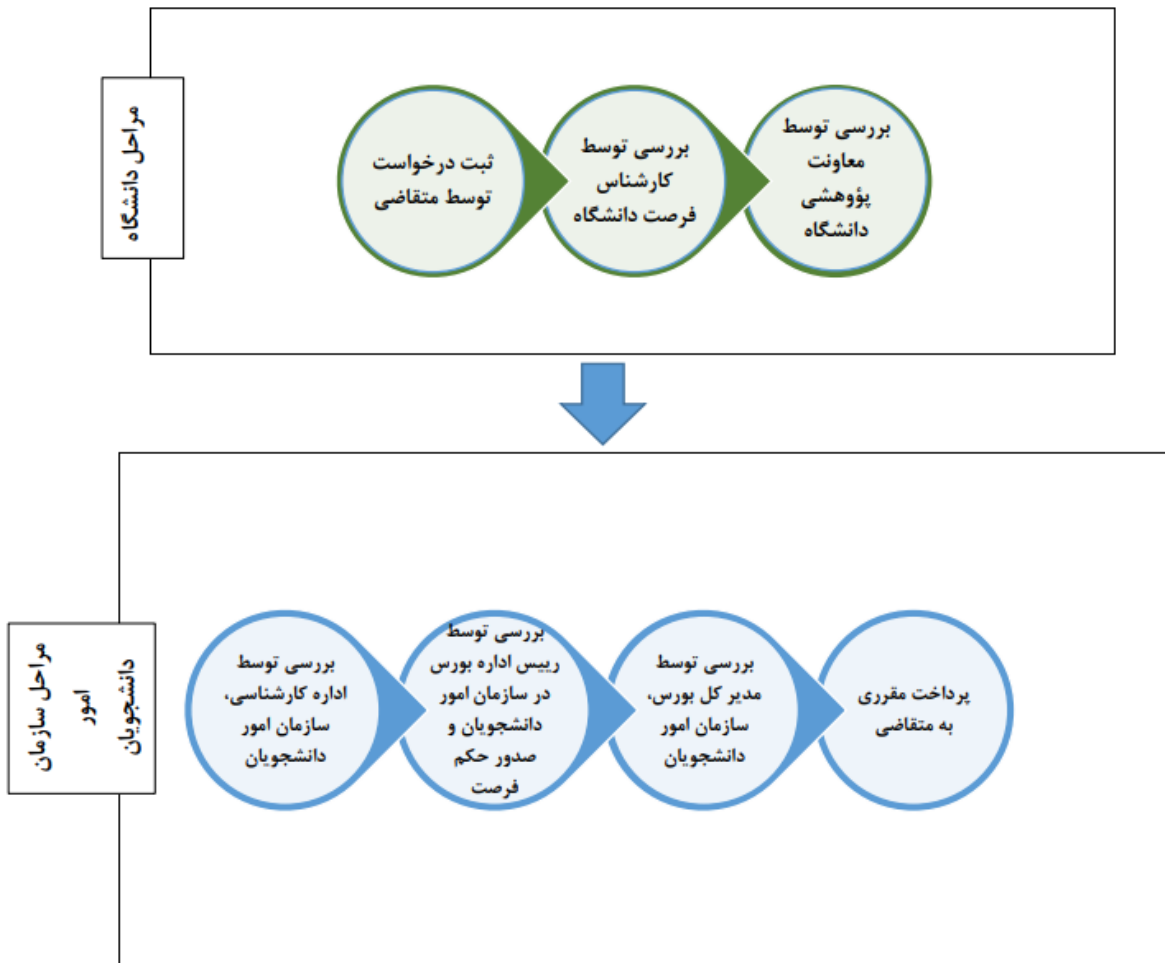 مراحل دانشگاه
ثبت درخواست
توسط متقاضی
بررسی توسط
کارشناس
فرصت دانشگاه
بررسی توسط
معاونت
پژوهشی
دانشگاه
مراحل سازمان
امور
دانشجویان
بررسی توسط
اداره کارشناسی،
سازمان امور
دانشجویان
بررسی توسط
رییس اداره بورس
در سازمان امور
دانشجویان و
صدور حکم
فرصت
بررسی توسط
مدیر کل بورس،
سازمان امور
دانشجویان
پرداخت مقرری
به متقاضی